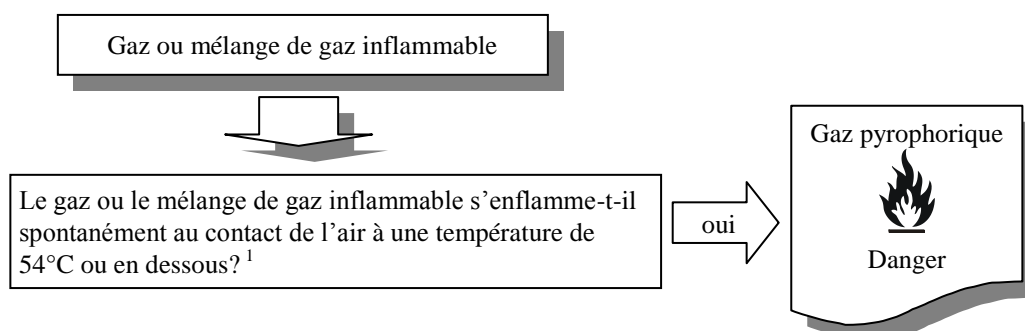 Gaz ou mélange de gaz inflammable
Le gaz ou le mélange de gaz inflammable s’enflamme-t-il
spontanément au contact de l’air à une température de
54°C ou en dessous? 1
oui
Gaz pyrophorique
Danger